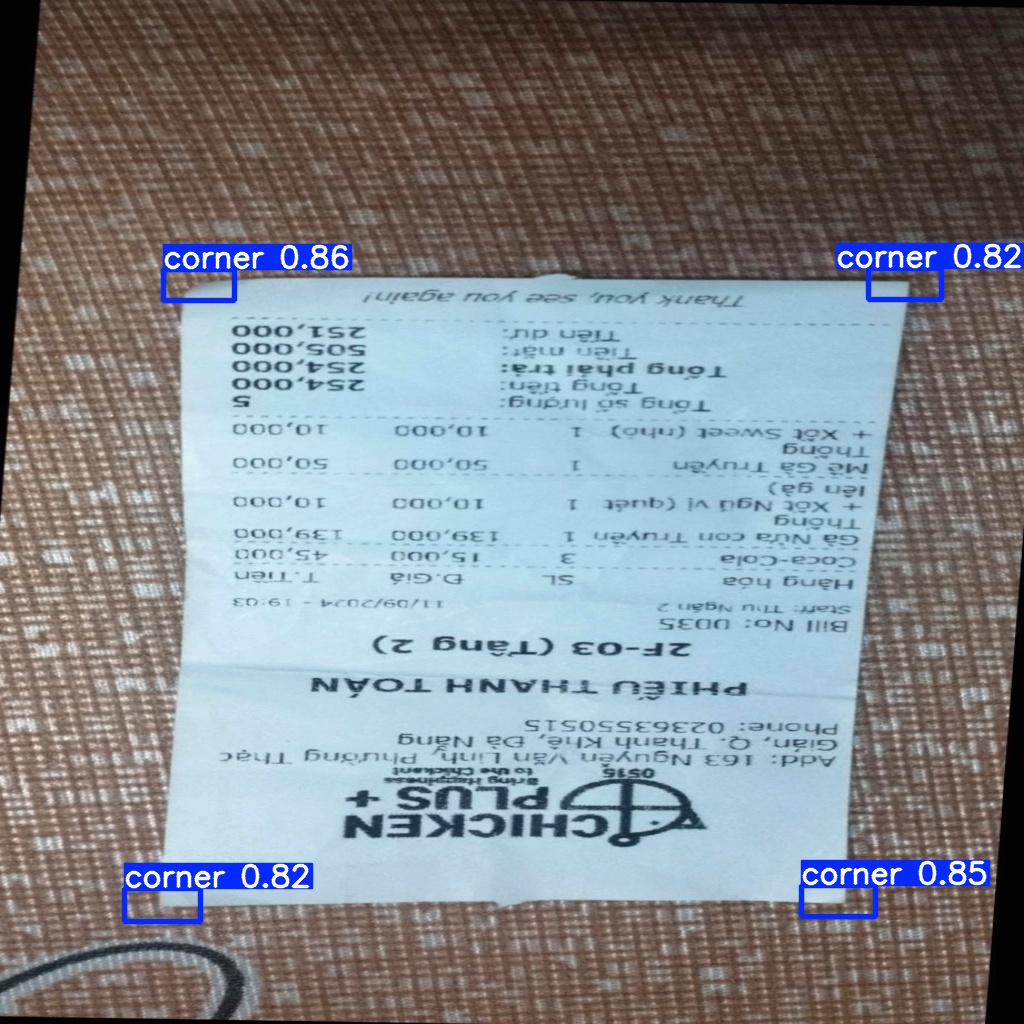 corner 0.86
corner 0.82
corner 0.82
corner 0.85
CHICKEN
PLUS +
0515
Bring Happiness
to the Chickent
Add: 163 Nguyễn Văn Linh, Phường Thạc
Gián, Q. Thanh Khê, Đà Nẵng
Phone: 02363550515
PHIẾU THANH TOÁN
2F-03 (Tầng 2)
Bill No: 0035
Staff: Thu Ngân 2 11/09/2024 - 19:03
Hàng hóa SL Đ.Giá T.Tiền
Coca-Cola 3 15,000 45,000
Gà Nửa con Truyền 1 139,000 139,000
Thống
+ Xốt Ngũ vị (quét 1 10,000 10,000
lên gà)
Mề Gà Truyền 1 50,000 50,000
Thống
+ Xốt Sweet (nhỏ) 1 10,000 10,000
Tổng số lượng: 5
Tổng tiền: 254,000
Tổng phải trả: 254,000
Tiền mặt: 505,000
Tiền dư: 251,000
Thank you, see you again!